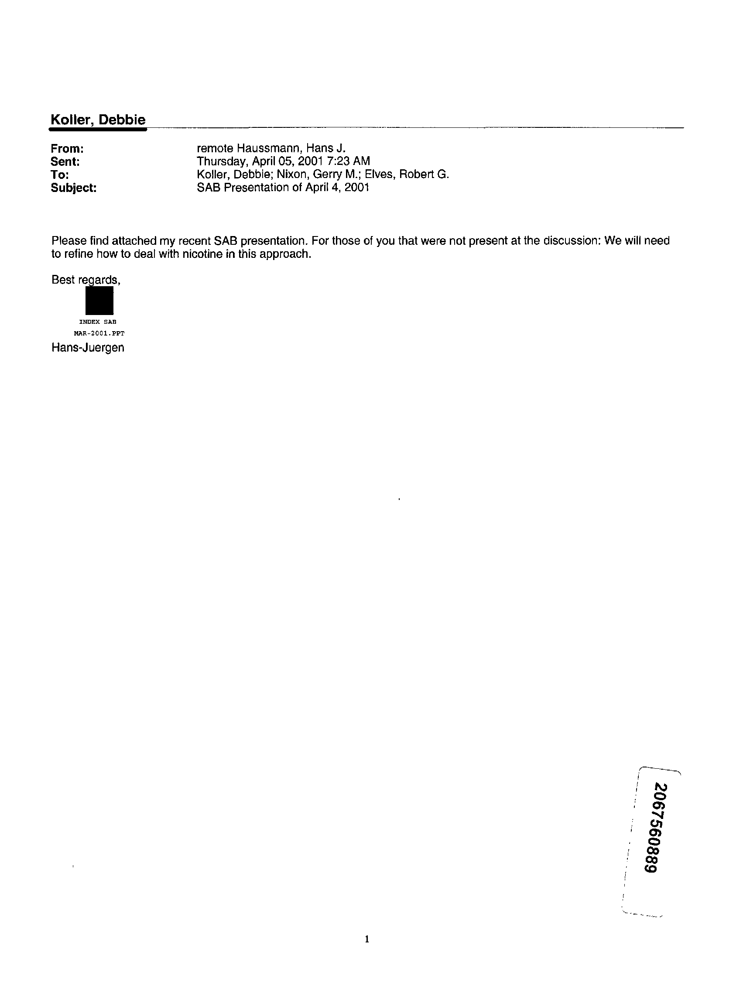 Koller, Debbie
From: remote Haussmann, Hans J.
Sent: Thursday, April 05, 2001 7:23 AM
To: Koller, Debbie; Nixon, Gerry M.; Elves, Robert G.
Subject: SAB Presentation of April 4, 2001
Please find attached my recent SAB presentation. For those of you that were not present at the discussion: We will need
to refine how to deal with nicotine in this approach.
Best regards,
INDEX SAB
MAR-2001.PPT
Hans-Juergen
2067560889
1